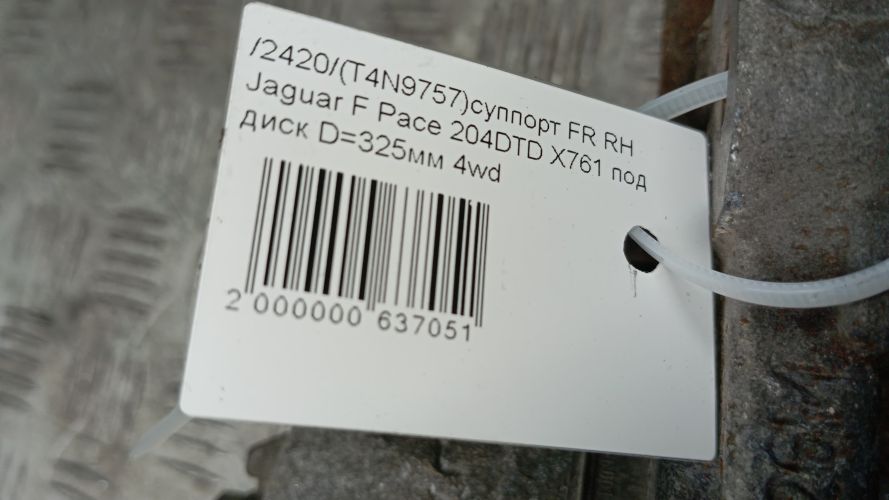 /2420/(T4N9757)суппорт FR RH
Jaguar F Pace 204DTD X761 под
диск D=325мм 4wd
2 000000 637051